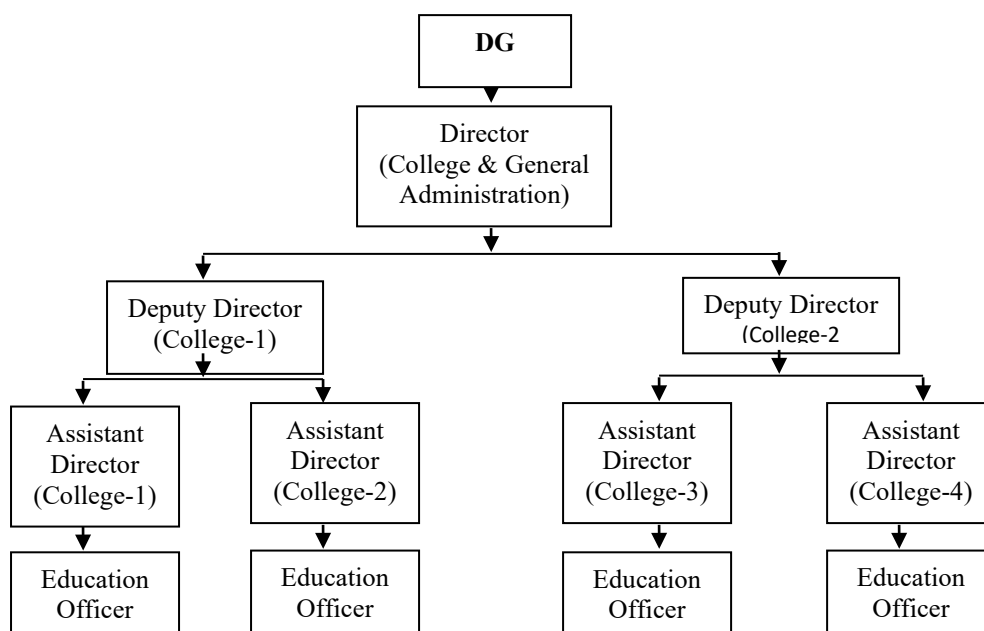 DG
Director
(College & General
Administration)
Deputy Director
(College-1)
Deputy Director
(College-2
Assistant
Director
(College-1)
Assistant
Director
(College-2)
Assistant
Director
(College-3)
Assistant
Director
(College-4)
Education
Officer
Education
Officer
Education
Officer
Education
Officer